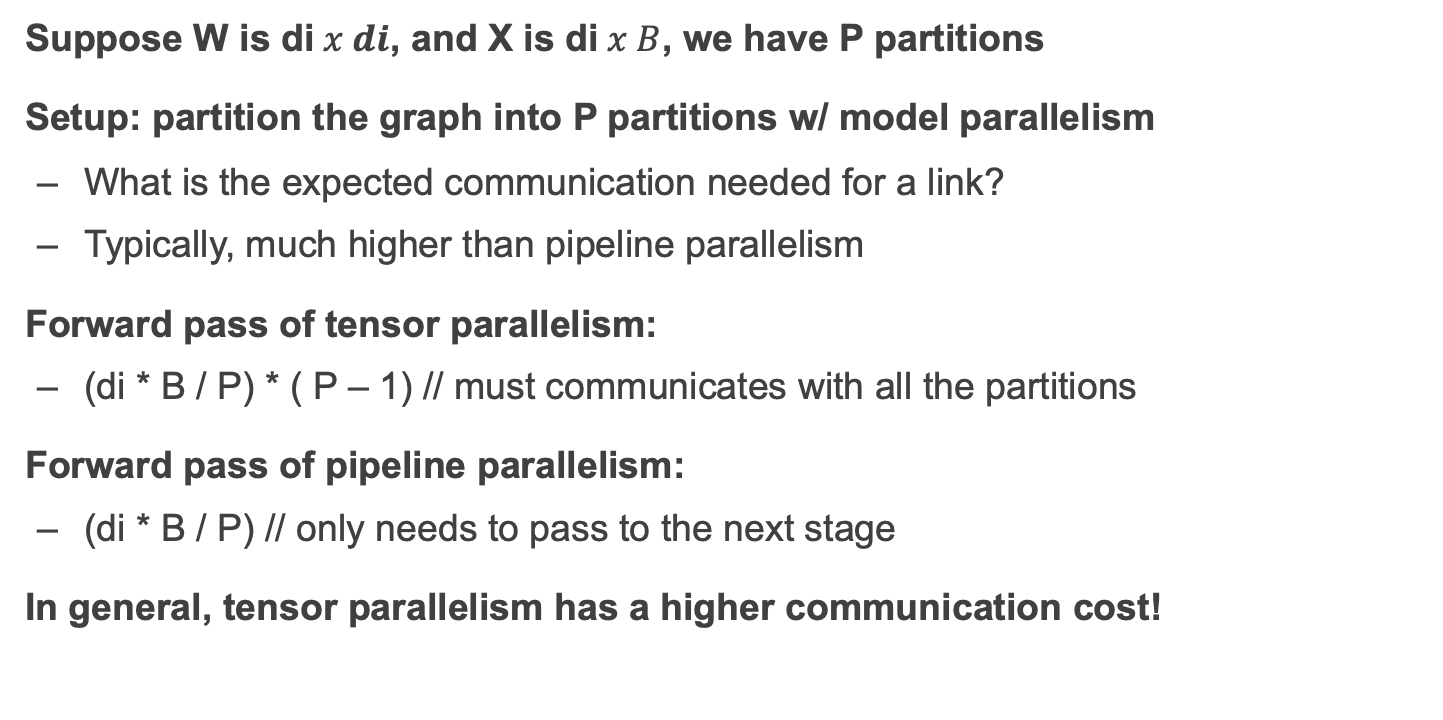 Suppose W is di x di, and X is di x B, we have P partitions
Setup: partition the graph into P partitions w/ model parallelism
– What is the expected communication needed for a link?
– Typically, much higher than pipeline parallelism
Forward pass of tensor parallelism:
– (di * B / P) * ( P – 1) // must communicates with all the partitions
Forward pass of pipeline parallelism:
– (di * B / P) // only needs to pass to the next stage
In general, tensor parallelism has a higher communication cost!